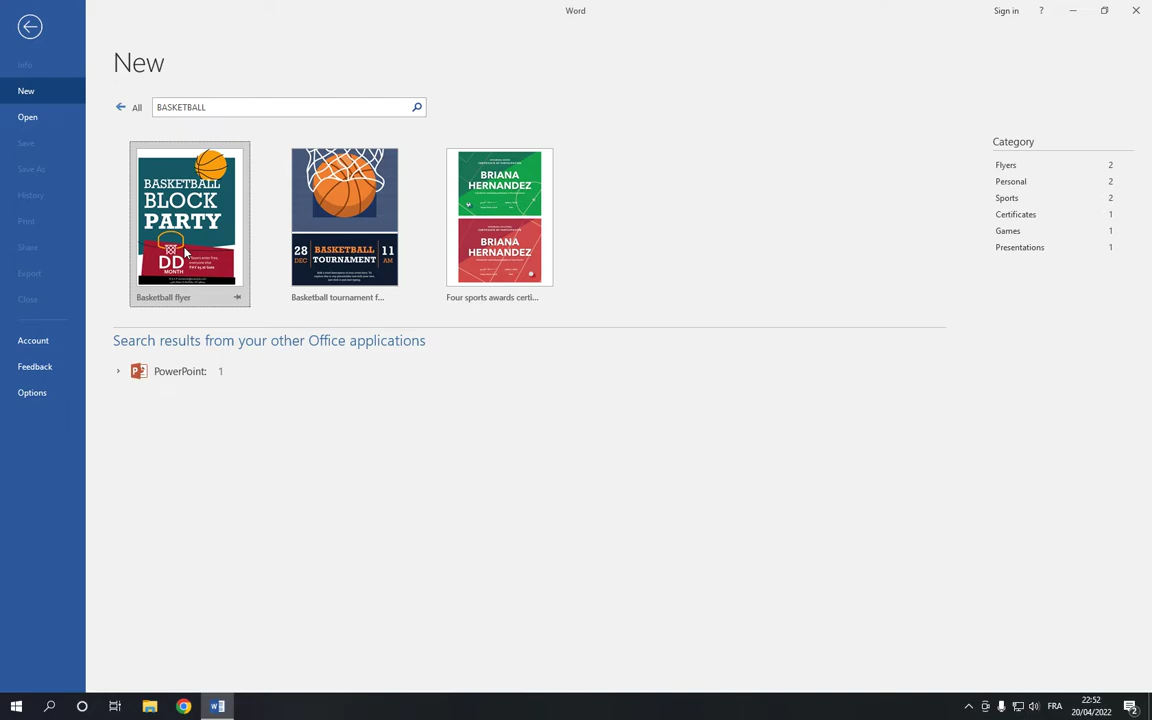 Word
Sign in
?
Info
New
Open
Save
Save As
History
Print
Share
Export
Close
Account
Feedback
Options
New
All
BASKETBALL
BASKETBALL
BLOCK
PARTY
DD
MONTH
Basketball flyer
28
DEC
BASKETBALL
TOURNAMENT
11
AM
Basketball tournament f...
BRIANA
HERNANDEZ
BRIANA
HERNANDEZ
Four sports awards certi...
Category
Flyers 2
Personal 2
Sports 2
Certificates 1
Games 1
Presentations 1
Search results from your other Office applications
PowerPoint: 1
FRA
22:52
20/04/2022
2